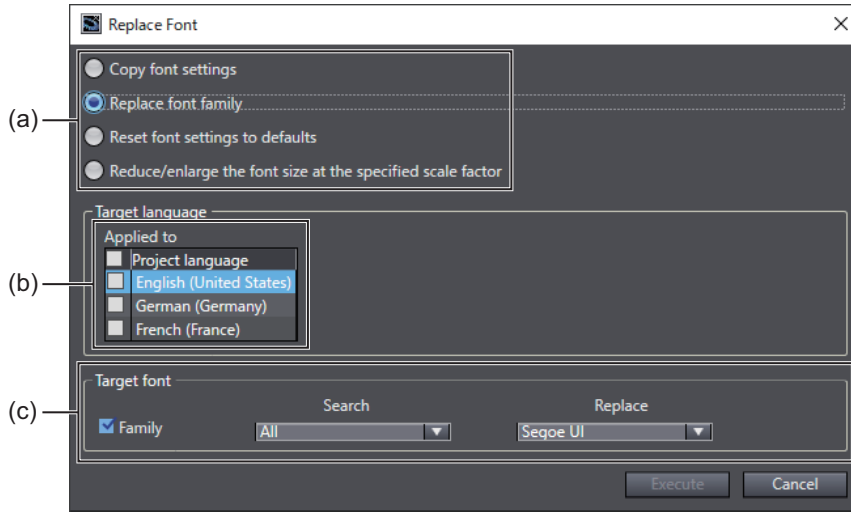 Replace Font
(a)
Copy font settings
Replace font family
Reset font settings to defaults
Reduce/enlarge the font size at the specified scale factor
Target language
(b)
Applied to
Project language
English (United States)
German (Germany)
French (France)
(c)
Target font
Search Replace
Family All Segoe UI
Execute Cancel